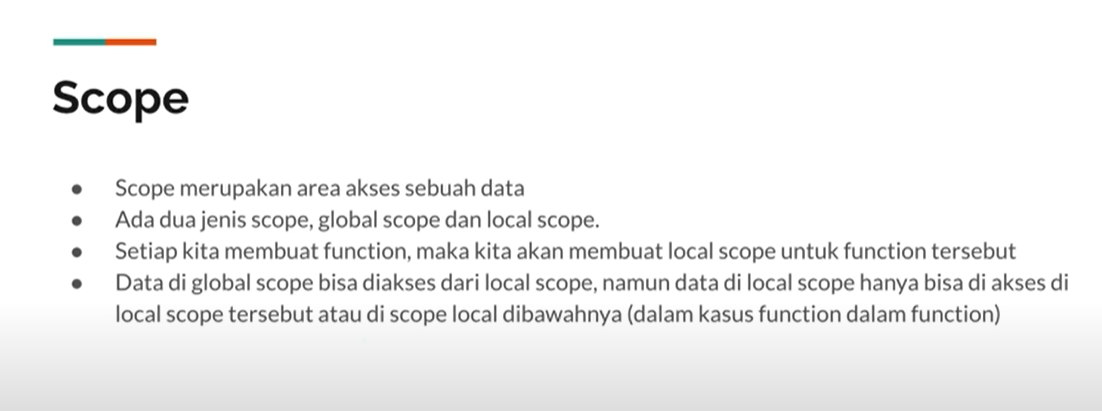 Scope
● Scope merupakan area akses sebuah data
● Ada dua jenis scope, global scope dan local scope.
● Setiap kita membuat function, maka kita akan membuat local scope untuk function tersebut
● Data di global scope bisa diakses dari local scope, namun data di local scope hanya bisa di akses di
local scope tersebut atau di scope local dibawahnya (dalam kasus function dalam function)